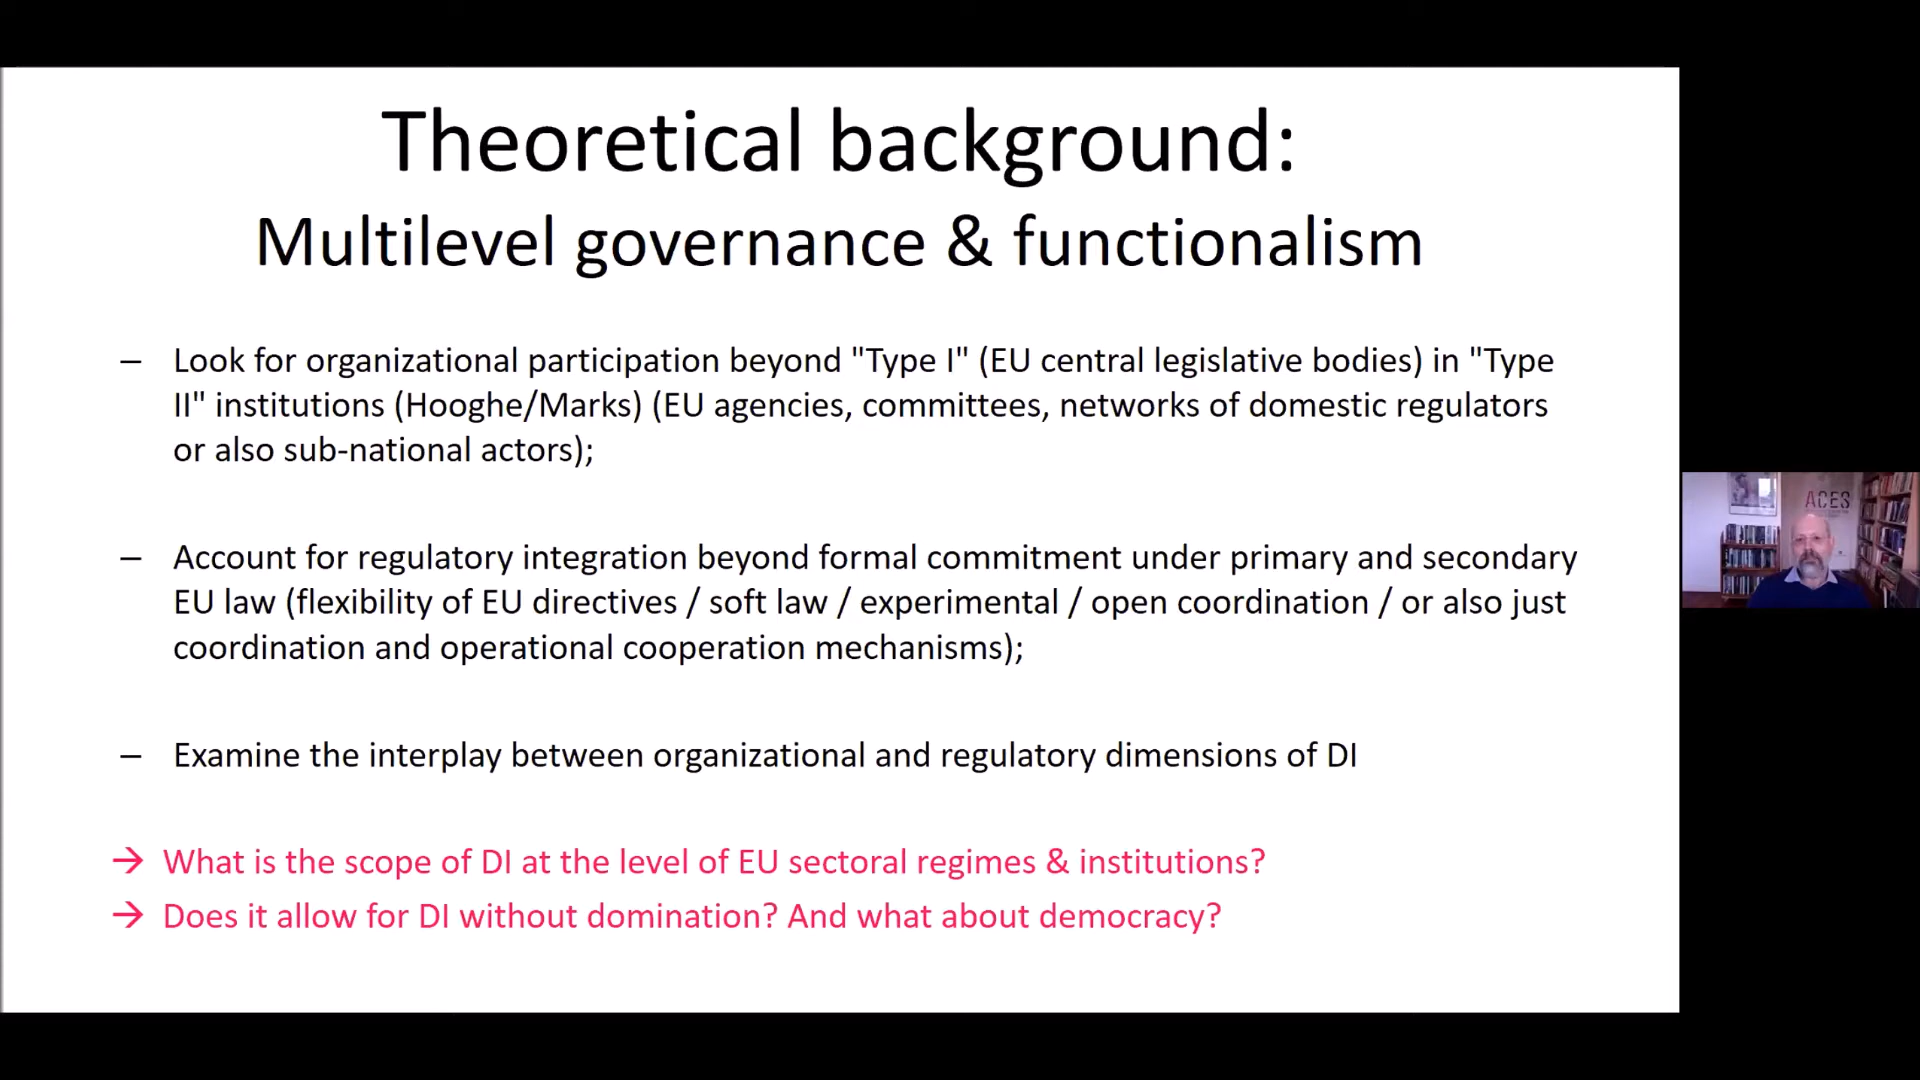 Theoretical background:
Multilevel governance & functionalism
– Look for organizational participation beyond "Type I" (EU central legislative bodies) in "Type
II" institutions (Hooghe/Marks) (EU agencies, committees, networks of domestic regulators
or also sub-national actors);
– Account for regulatory integration beyond formal commitment under primary and secondary
EU law (flexibility of EU directives / soft law / experimental / open coordination / or also just
coordination and operational cooperation mechanisms);
– Examine the interplay between organizational and regulatory dimensions of DI
→ What is the scope of DI at the level of EU sectoral regimes & institutions?
→ Does it allow for DI without domination? And what about democracy?
ACES